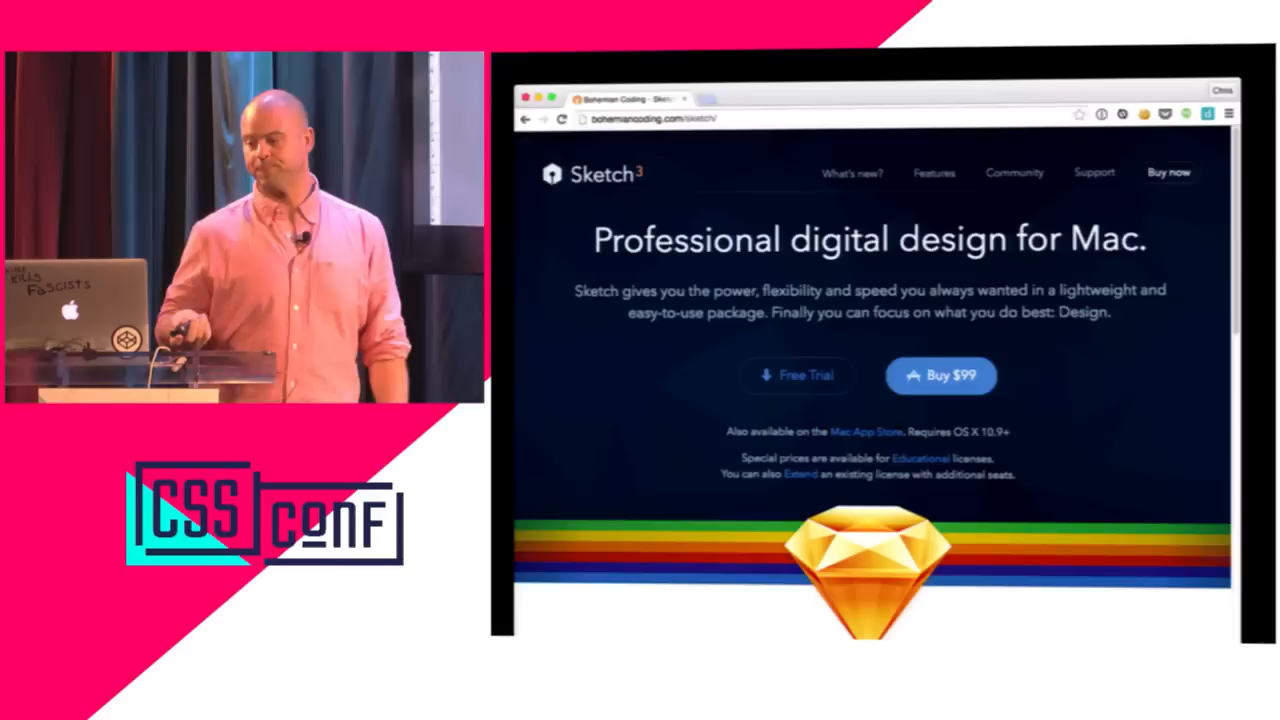 KILLS
FASCISTS
CSS
CONF
Bohemian Coding - Sketc
Chris
bohemiancoding.com/sketch/
Sketch3
What's new?
Features
Community
Support
Buy now
Professional digital design for Mac.
Sketch gives you the power, flexibility and speed you always wanted in a lightweight and
easy-to-use package. Finally you can focus on what you do best: Design.
Free Trial
Buy $99
Also available on the Mac App Store. Requires OS X 10.9+
Special prices are available for Educational licenses.
You can also Extend an existing license with additional seats.